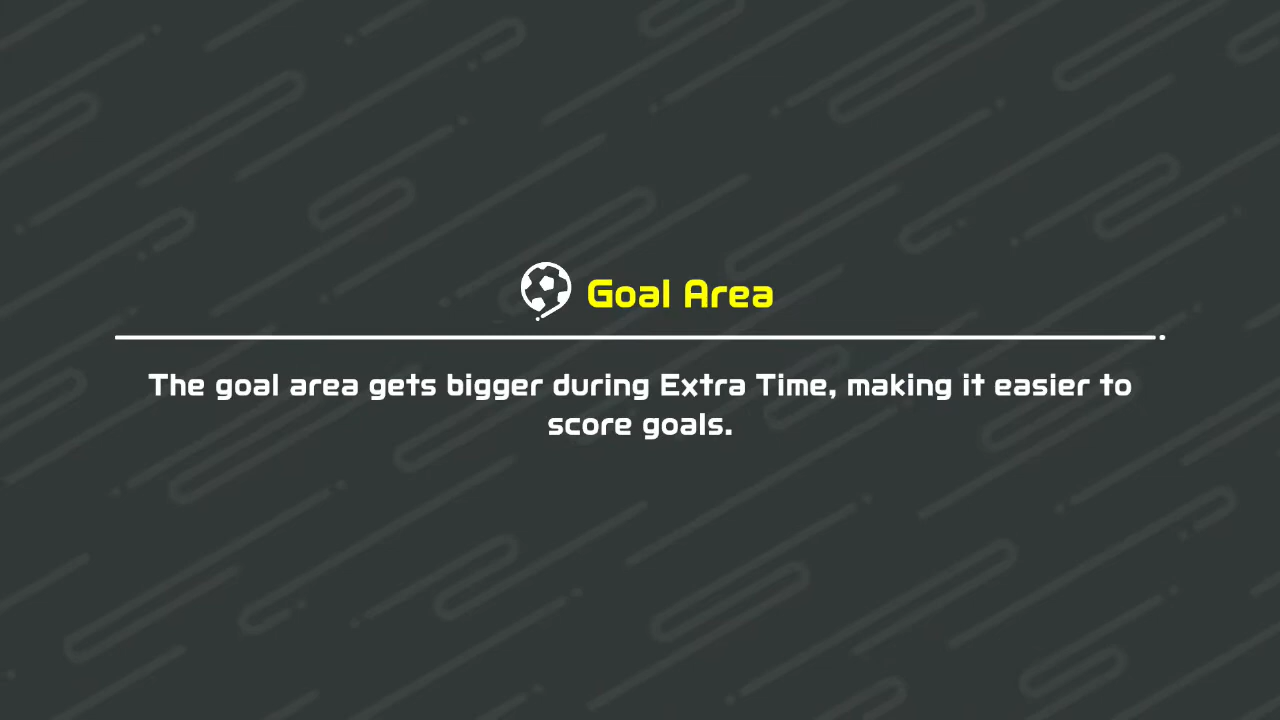 Goal Area
The goal area gets bigger during Extra Time, making it easier to
score goals.